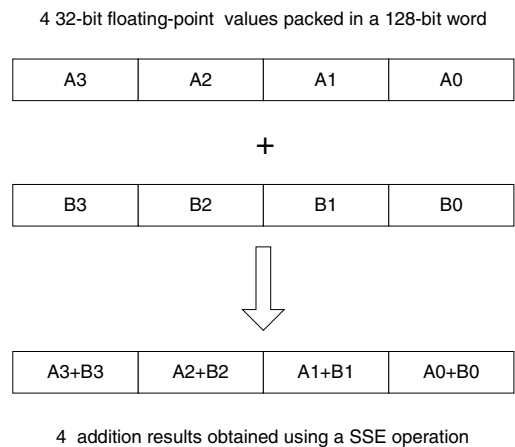 4 32-bit floating-point values packed in a 128-bit word
A3 A2 A1 A0
+
B3 B2 B1 B0
A3+B3 A2+B2 A1+B1 A0+B0
4 addition results obtained using a SSE operation